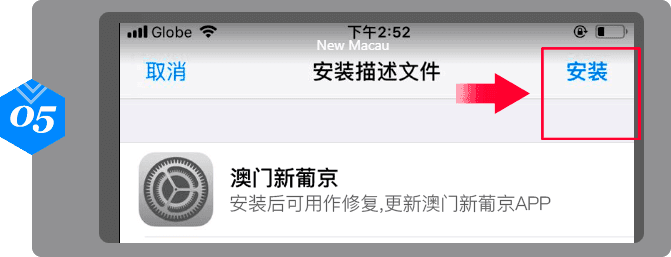 Globe
下午2:52
New Macau
取消
安装描述文件
安装
05
澳门新葡京
安装后可用作修复,更新澳门新葡京APP